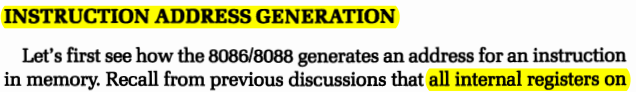 INSTRUCTION ADDRESS GENERATION
Let's first see how the 8086/8088 generates an address for an instruction
in memory. Recall from previous discussions that all internal registers on